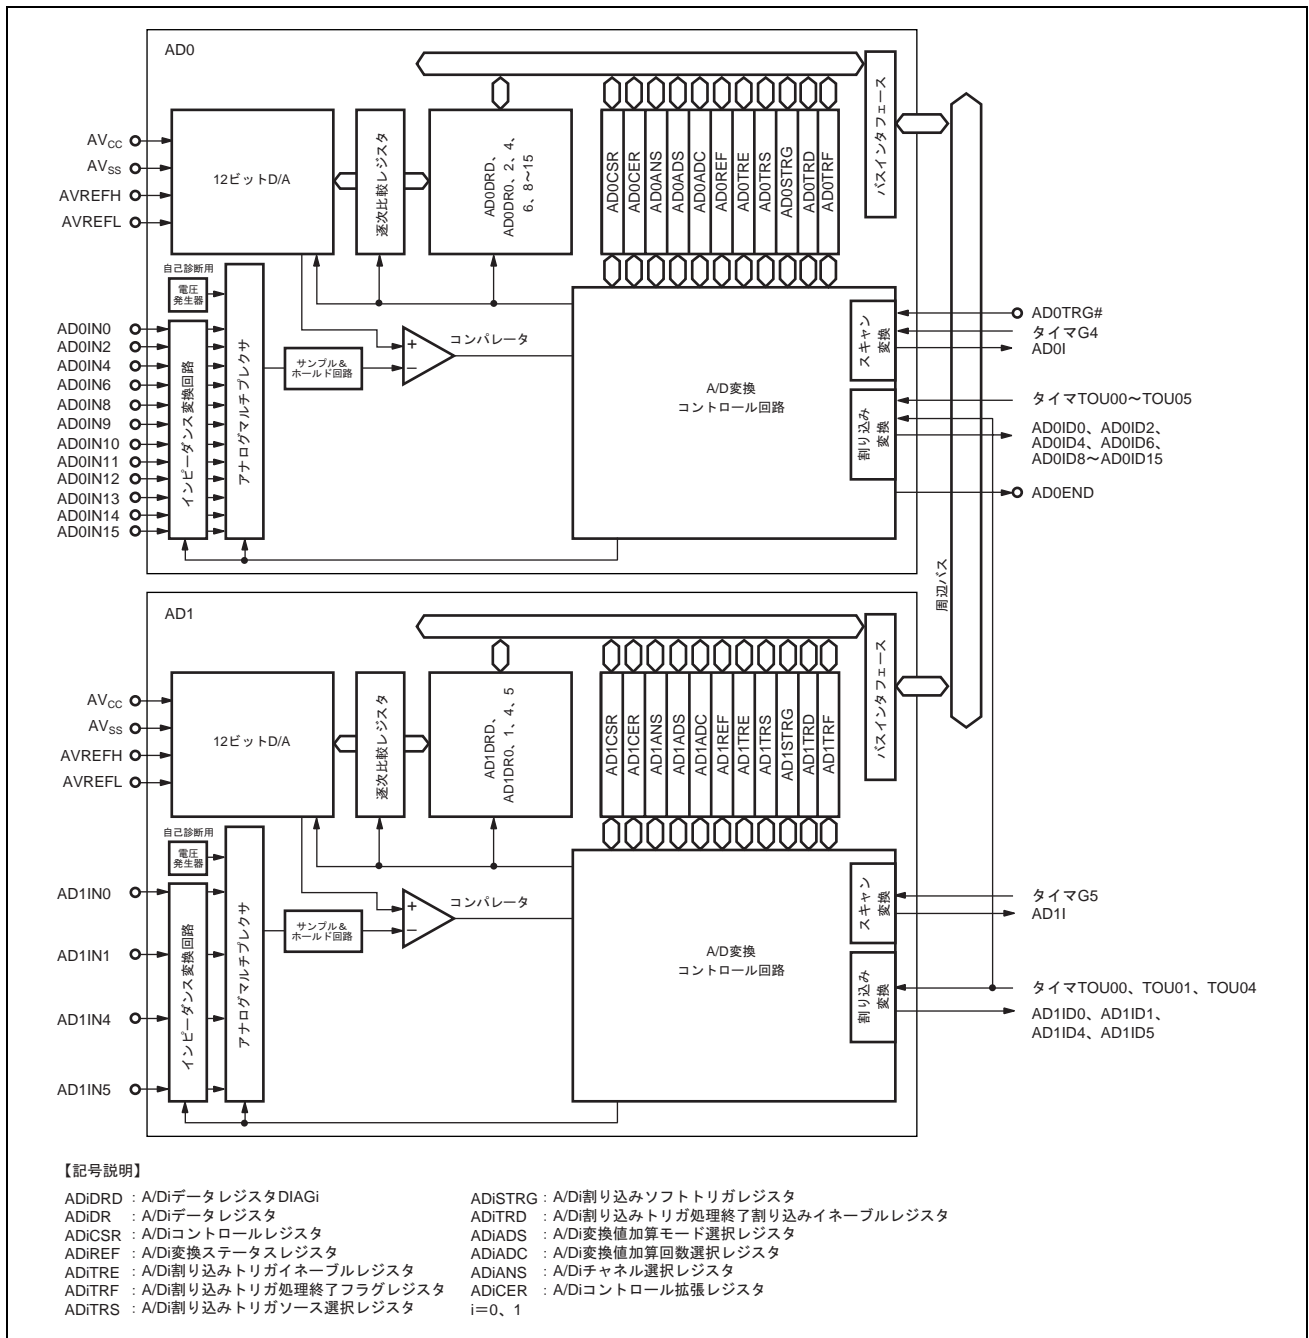 AD0
バスインタフェース
AV<sub>CC</sub>
AV<sub>SS</sub>
AVREFH
AVREFL
12ビットD/A
逐次比較レジスタ
AD0DRD、
AD0DR0、2、4、
6、8～15
AD0CSR
AD0CER
AD0ANS
AD0ADS
AD0ADC
AD0REF
AD0TRE
AD0TRS
AD0STRG
AD0TRD
AD0TRF
自己診断用
電圧
発生器
AD0IN0
AD0IN2
AD0IN4
AD0IN6
AD0IN8
AD0IN9
AD0IN10
AD0IN11
AD0IN12
AD0IN13
AD0IN14
AD0IN15
インピーダンス変換回路
アナログマルチプレクサ
サンプル&
ホールド回路
+
−
コンパレータ
A/D変換
コントロール回路
スキャン
変換
割り込み
変換
AD0TRG#
タイマG4
AD0I
タイマTOU00～TOU05
AD0ID0、AD0ID2、
AD0ID4、AD0ID6、
AD0ID8～AD0ID15
AD0END
周辺バス
AD1
バスインタフェース
AV<sub>CC</sub>
AV<sub>SS</sub>
AVREFH
AVREFL
12ビットD/A
逐次比較レジスタ
AD1DRD、
AD1DR0、1、4、5
AD1CSR
AD1CER
AD1ANS
AD1ADS
AD1ADC
AD1REF
AD1TRE
AD1TRS
AD1STRG
AD1TRD
AD1TRF
自己診断用
電圧
発生器
AD1IN0
AD1IN1
AD1IN4
AD1IN5
インピーダンス変換回路
アナログマルチプレクサ
サンプル&
ホールド回路
+
−
コンパレータ
A/D変換
コントロール回路
スキャン
変換
割り込み
変換
タイマG5
AD1I
タイマTOU00、TOU01、TOU04
AD1ID0、AD1ID1、
AD1ID4、AD1ID5
【記号説明】
ADiDRD : A/DiデータレジスタDIAGi
ADiDR : A/Diデータレジスタ
ADiCSR : A/Diコントロールレジスタ
ADiREF : A/Di変換ステータスレジスタ
ADiTRE : A/Di割り込みトリガイネーブルレジスタ
ADiTRF : A/Di割り込みトリガ処理終了フラグレジスタ
ADiTRS : A/Di割り込みトリガソース選択レジスタ
ADiSTRG : A/Di割り込みソフトトリガレジスタ
ADiTRD : A/Di割り込みトリガ処理終了割り込みイネーブルレジスタ
ADiADS : A/Di変換値加算モード選択レジスタ
ADiADC : A/Di変換値加算回数選択レジスタ
ADiANS : A/Diチャネル選択レジスタ
ADiCER : A/Diコントロール拡張レジスタ
i＝0、1